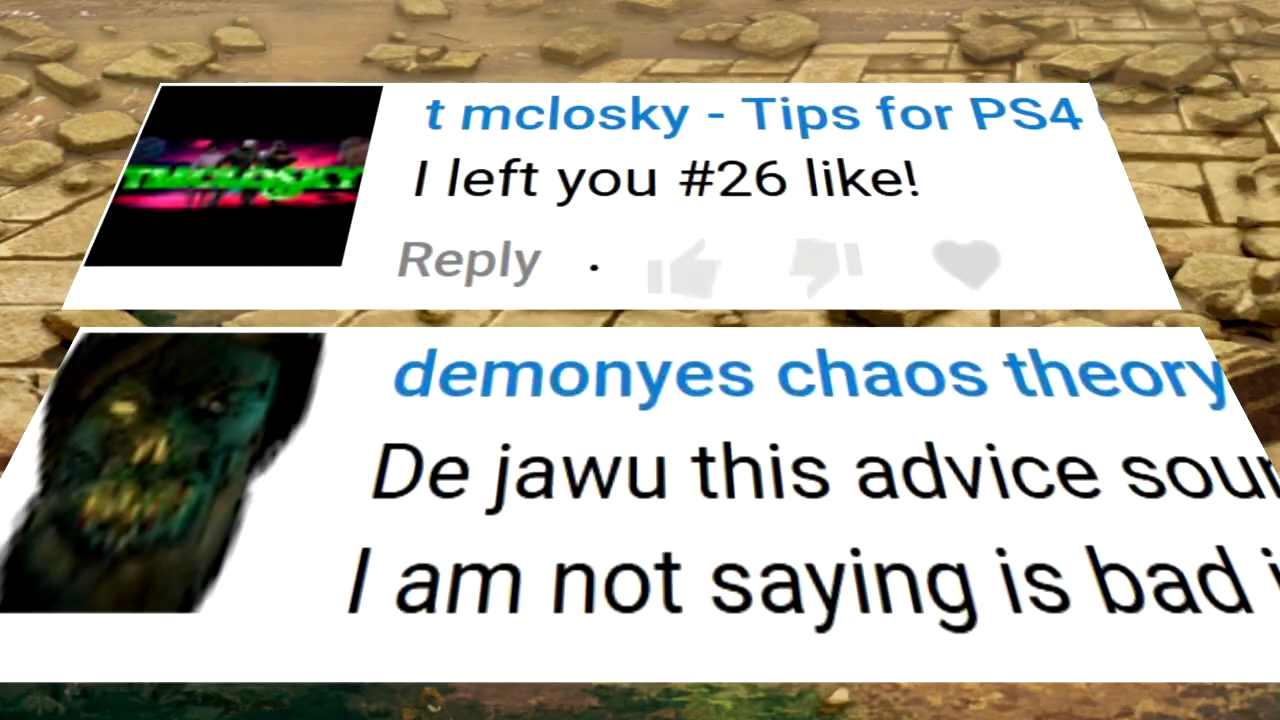 TMCLOSKY
t mclosky - Tips for PS4
I left you #26 like!
Reply ·
demonyes chaos theory
De jawu this advice
I am not saying is bad